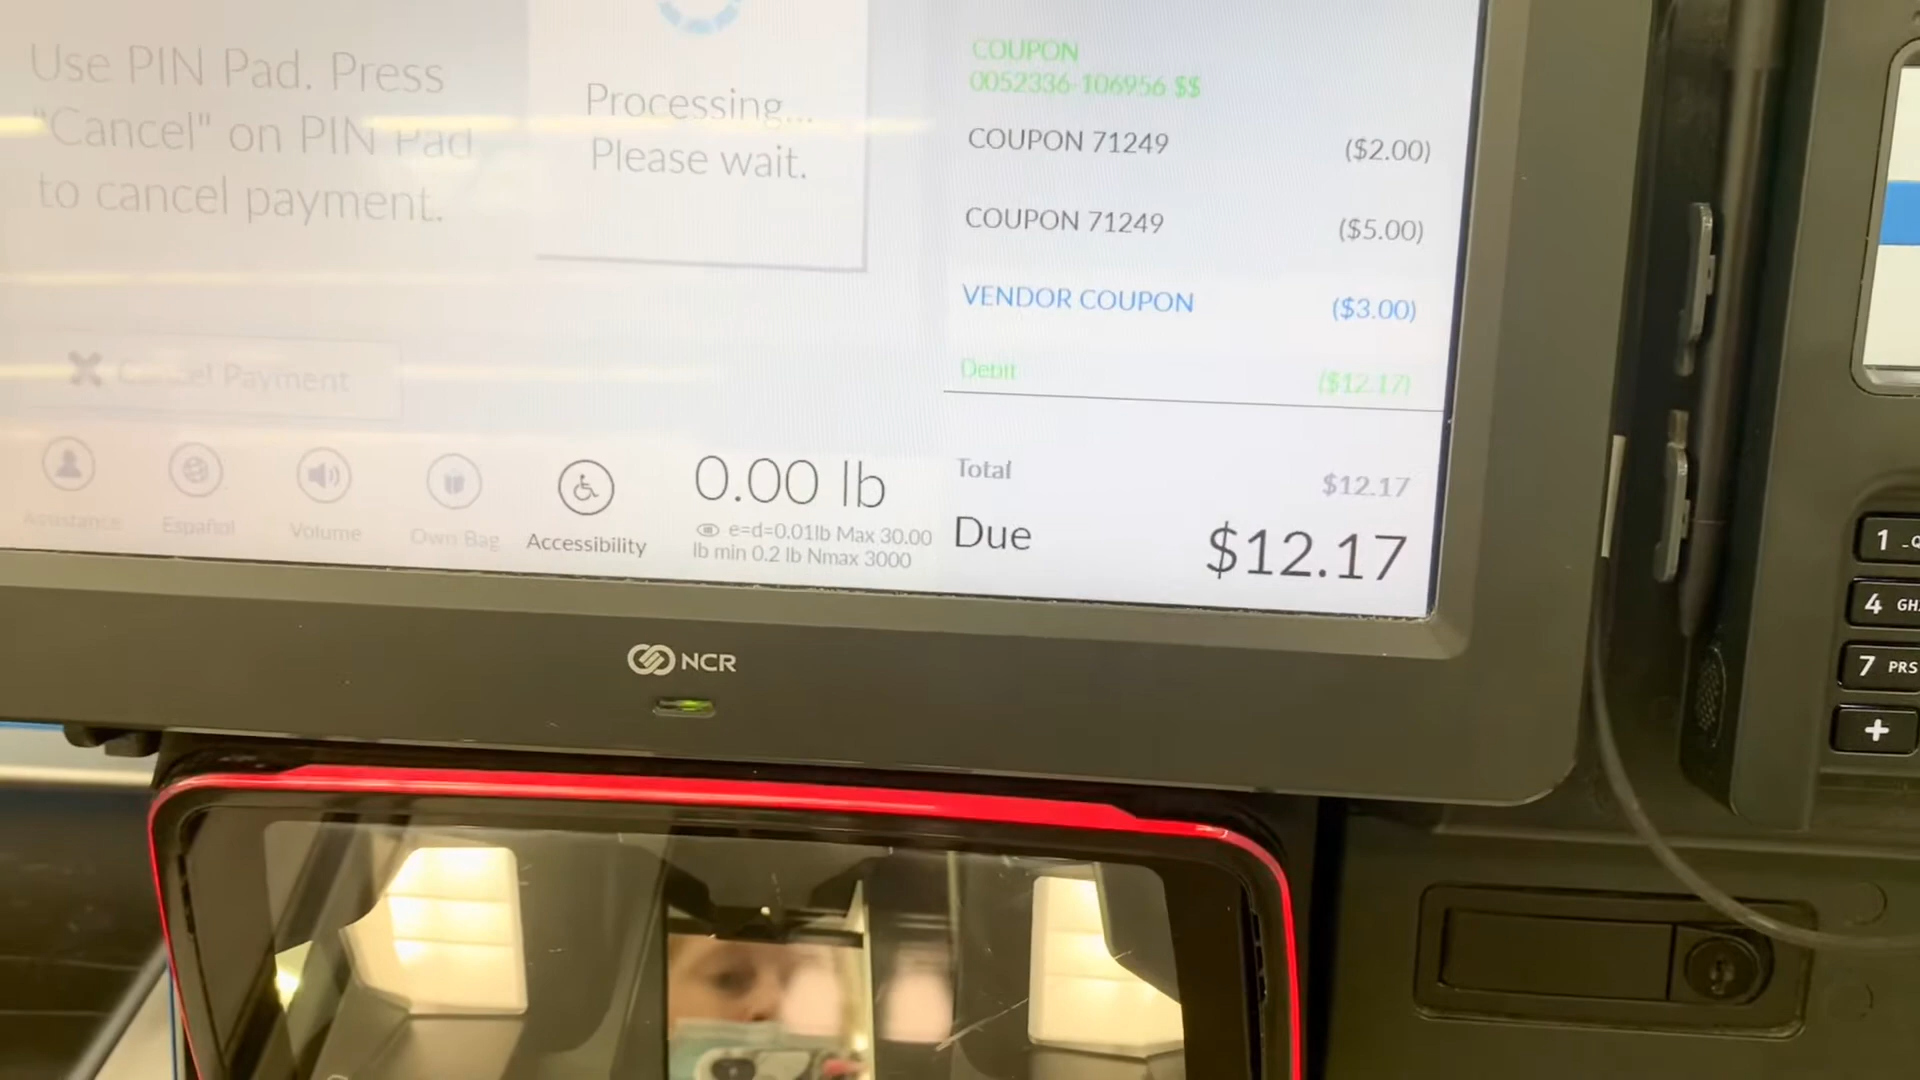 Use PIN Pad. Press
"Cancel" on PIN Pad
to cancel payment.
Processing...
Please wait.
Cancel Payment
Assistance
Español
Volume
Own Bag
Accessibility
0.00 lb
e=d=0.01lb Max 30.00
lb min 0.2 lb Nmax 3000
COUPON
0052336-106956 $$
COUPON 71249 ($2.00)
COUPON 71249 ($5.00)
VENDOR COUPON ($3.00)
Debit ($12.17)
Total $12.17
Due $12.17
NCR
1
4
7 PRS
+